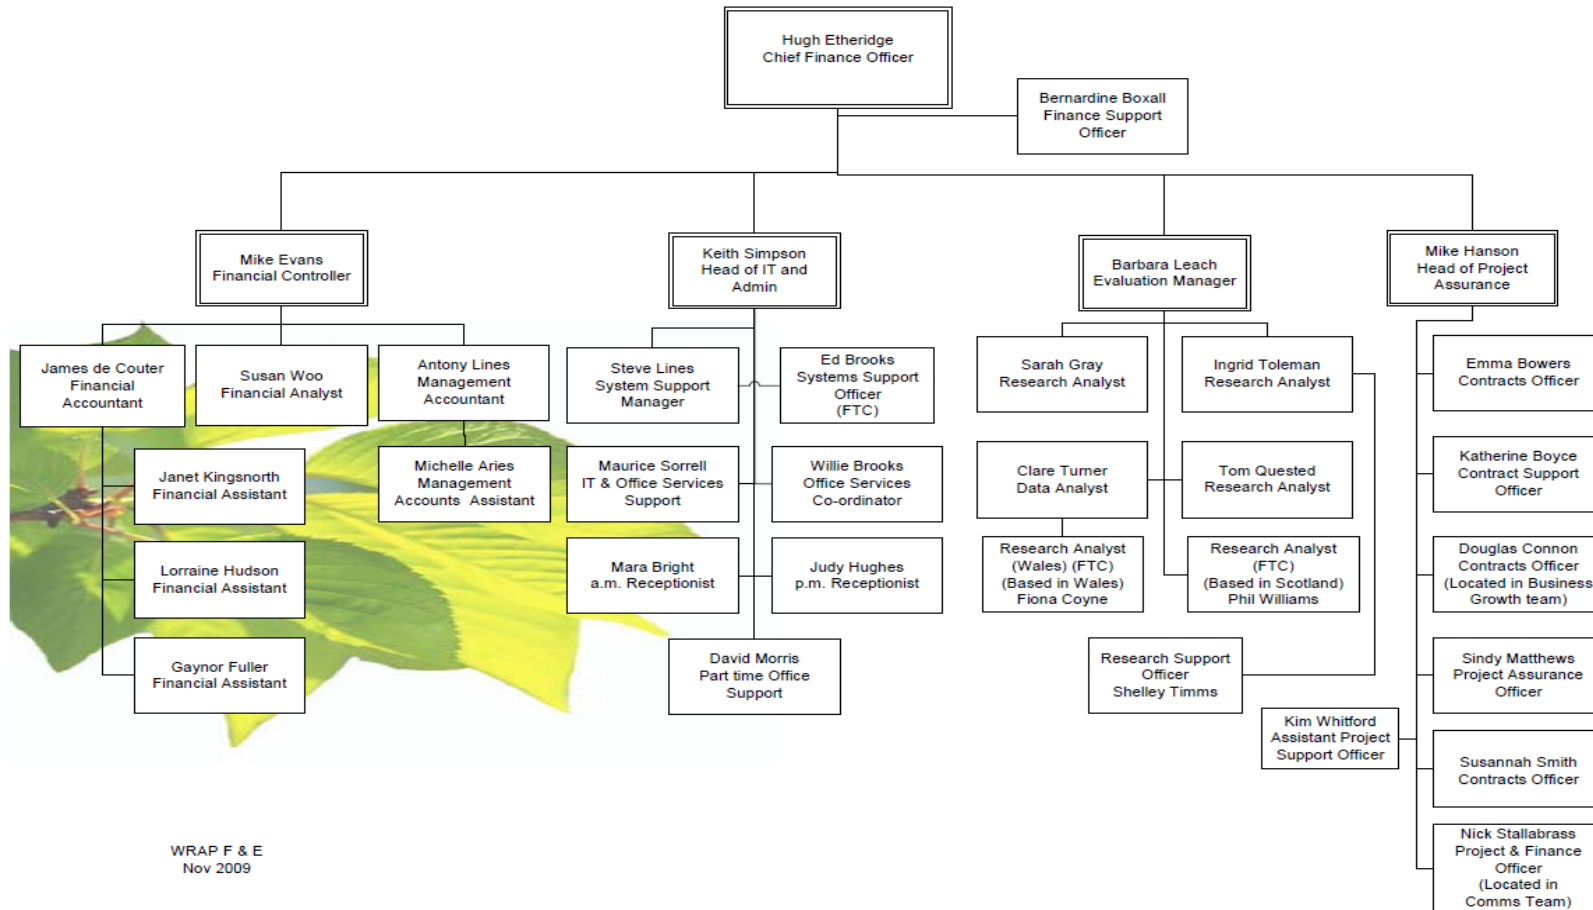 Hugh Etheridge
Chief Finance Officer
Bernardine Boxall
Finance Support
Officer
Mike Evans
Financial Controller
Keith Simpson
Head of IT and
Admin
Barbara Leach
Evaluation Manager
Mike Hanson
Head of Project
Assurance
James de Couter
Financial
Accountant
Susan Woo
Financial Analyst
Antony Lines
Management
Accountant
Janet Kingsnorth
Financial Assistant
Michelle Aries
Management
Accounts  Assistant
Lorraine Hudson
Financial Assistant
Gaynor Fuller
Financial Assistant
Steve Lines
System Support
Manager
Ed Brooks
Systems Support
Officer
(FTC)
Maurice Sorrell
IT & Office Services
Support
Willie Brooks
Office Services
Co-ordinator
Mara Bright
a.m. Receptionist
Judy Hughes
p.m. Receptionist
David Morris
Part time Office
Support
Sarah Gray
Research Analyst
Ingrid Toleman
Research Analyst
Clare Turner
Data Analyst
Tom Quested
Research Analyst
Research Analyst
(Wales) (FTC)
(Based in Wales)
Fiona Coyne
Research Analyst
(FTC)
(Based in Scotland)
Phil Williams
Research Support
Officer
Shelley Timms
Emma Bowers
Contracts Officer
Katherine Boyce
Contract Support
Officer
Douglas Connon
Contracts Officer
(Located in Business
Growth team)
Sindy Matthews
Project Assurance
Officer
Kim Whitford
Assistant Project
Support Officer
Susannah Smith
Contracts Officer
Nick Stallabrass
Project & Finance
Officer
(Located in
Comms Team)
WRAP F & E
Nov 2009